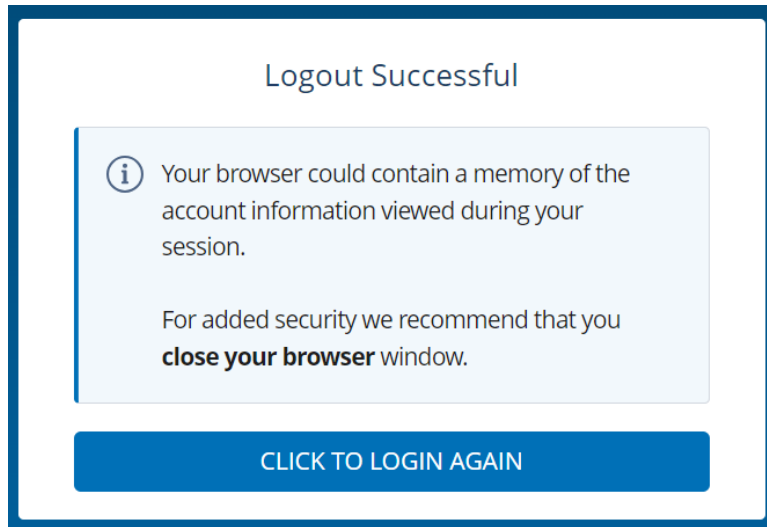 Logout Successful
Your browser could contain a memory of the
account information viewed during your
session.
For added security we recommend that you
close your browser window.
CLICK TO LOGIN AGAIN